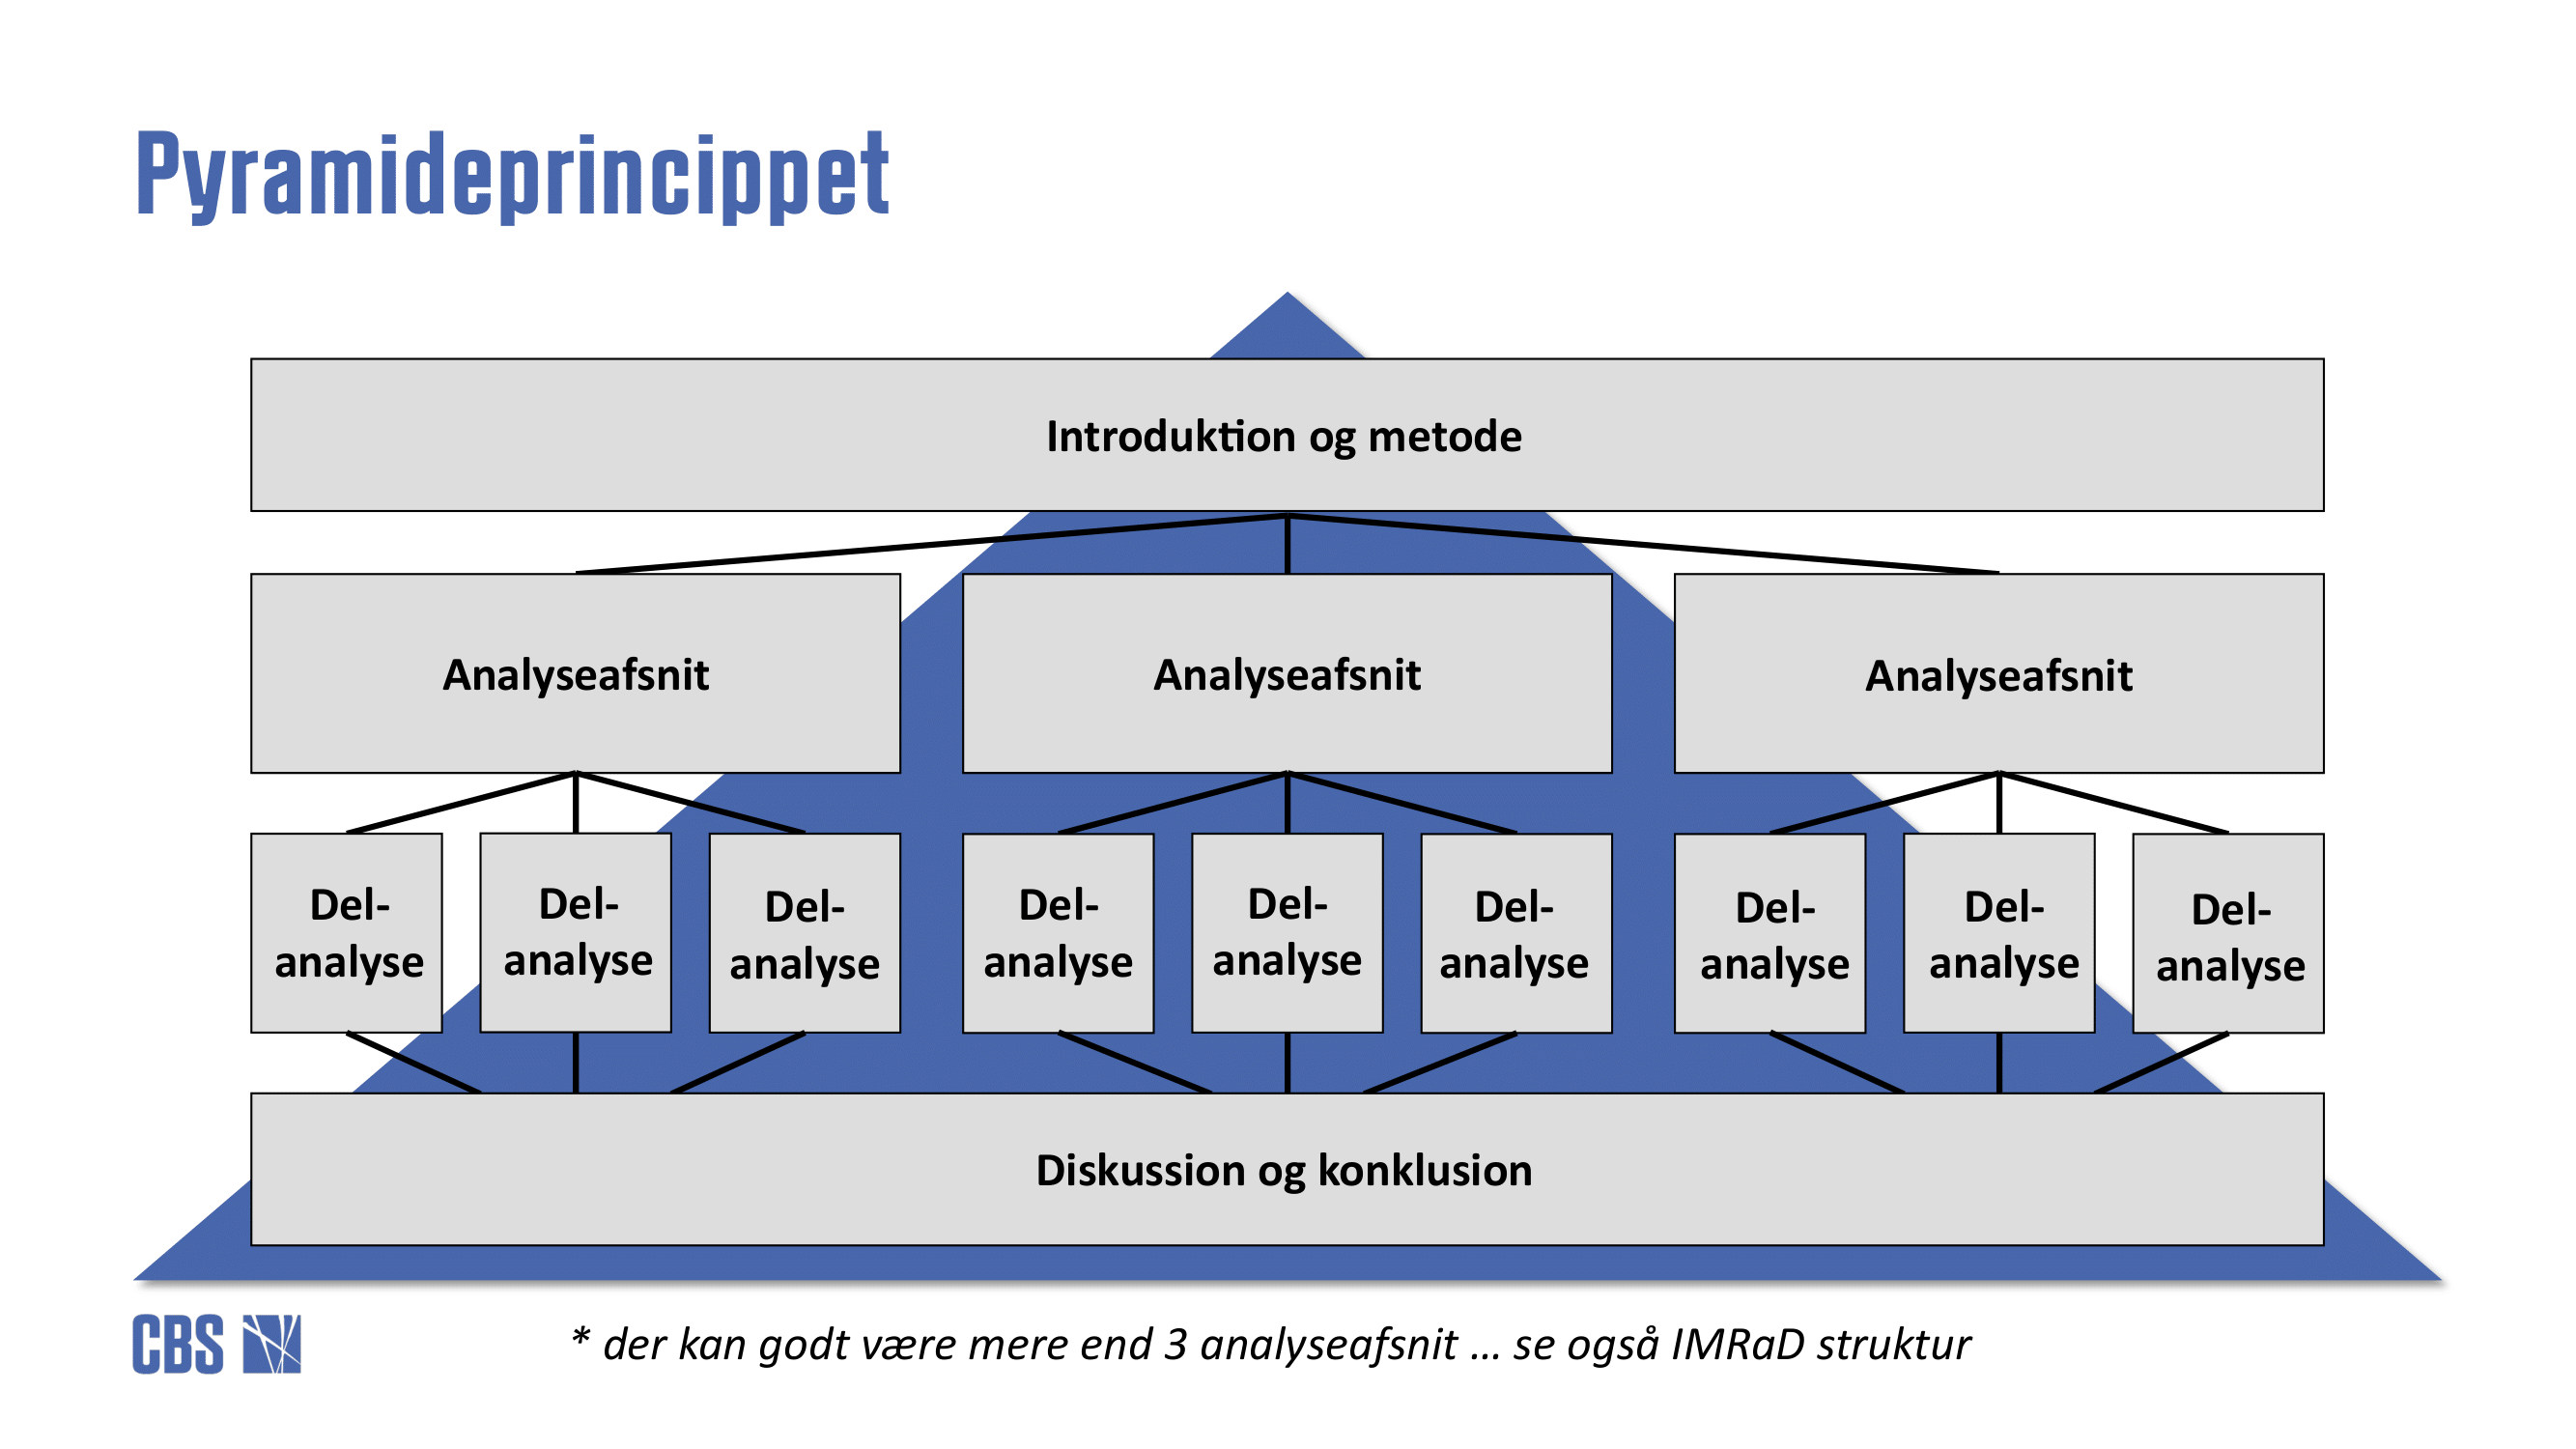 Pyramideprincippet
Introduktion og metode
Analyseafsnit
Analyseafsnit
Analyseafsnit
Del-
analyse
Del-
analyse
Del-
analyse
Del-
analyse
Del-
analyse
Del-
analyse
Del-
analyse
Del-
analyse
Del-
analyse
Diskussion og konklusion
CBS
* der kan godt være mere end 3 analyseafsnit ... se også IMRaD struktur